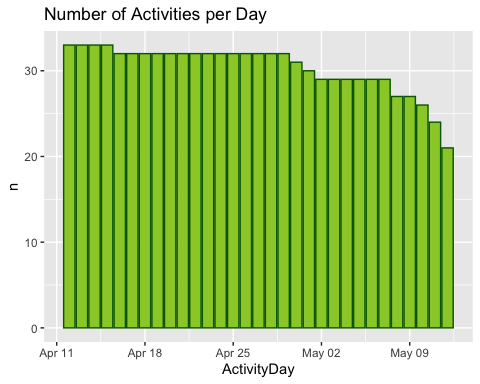 Number of Activities per Day
n
30
20
10
0
Apr 11 Apr 18 Apr 25 May 02 May 09
ActivityDay